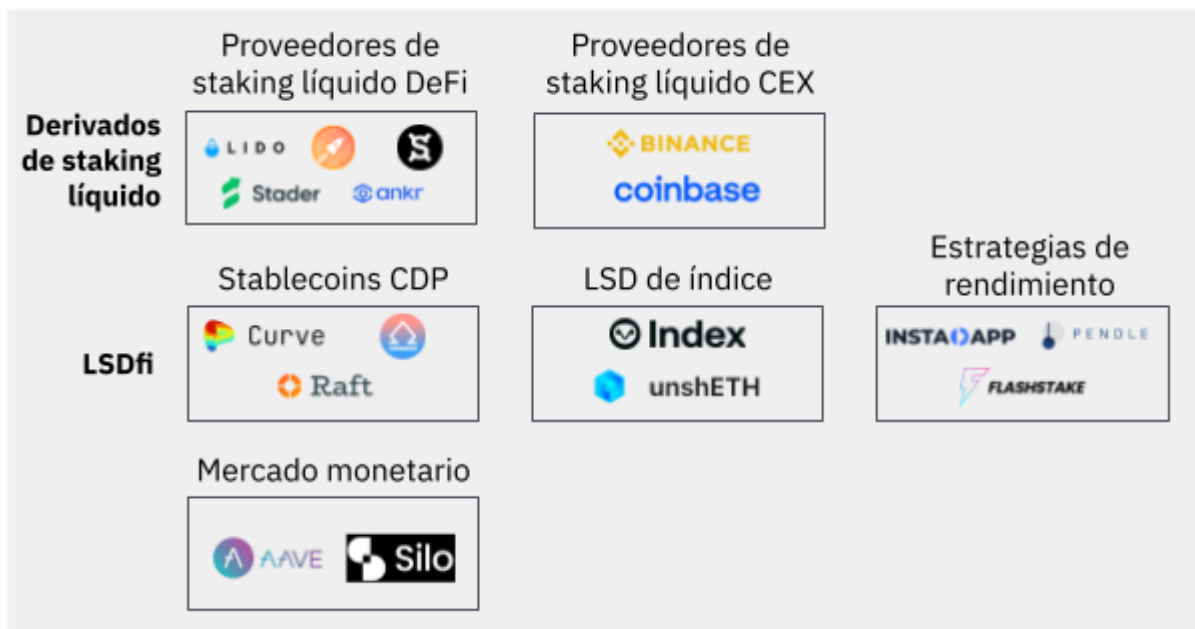 Proveedores de
staking líquido DeFi
Proveedores de
staking líquido CEX
Derivados
de staking
líquido
LIDO
Stader
ankr
BINANCE
coinbase
Stablecoins CDP
LSD de índice
Estrategias de
rendimiento
LSDfi
Curve
Raft
Index
unshETH
INSTADAPP
PENDLE
FLASHSTAKE
Mercado monetario
AAVE
Silo